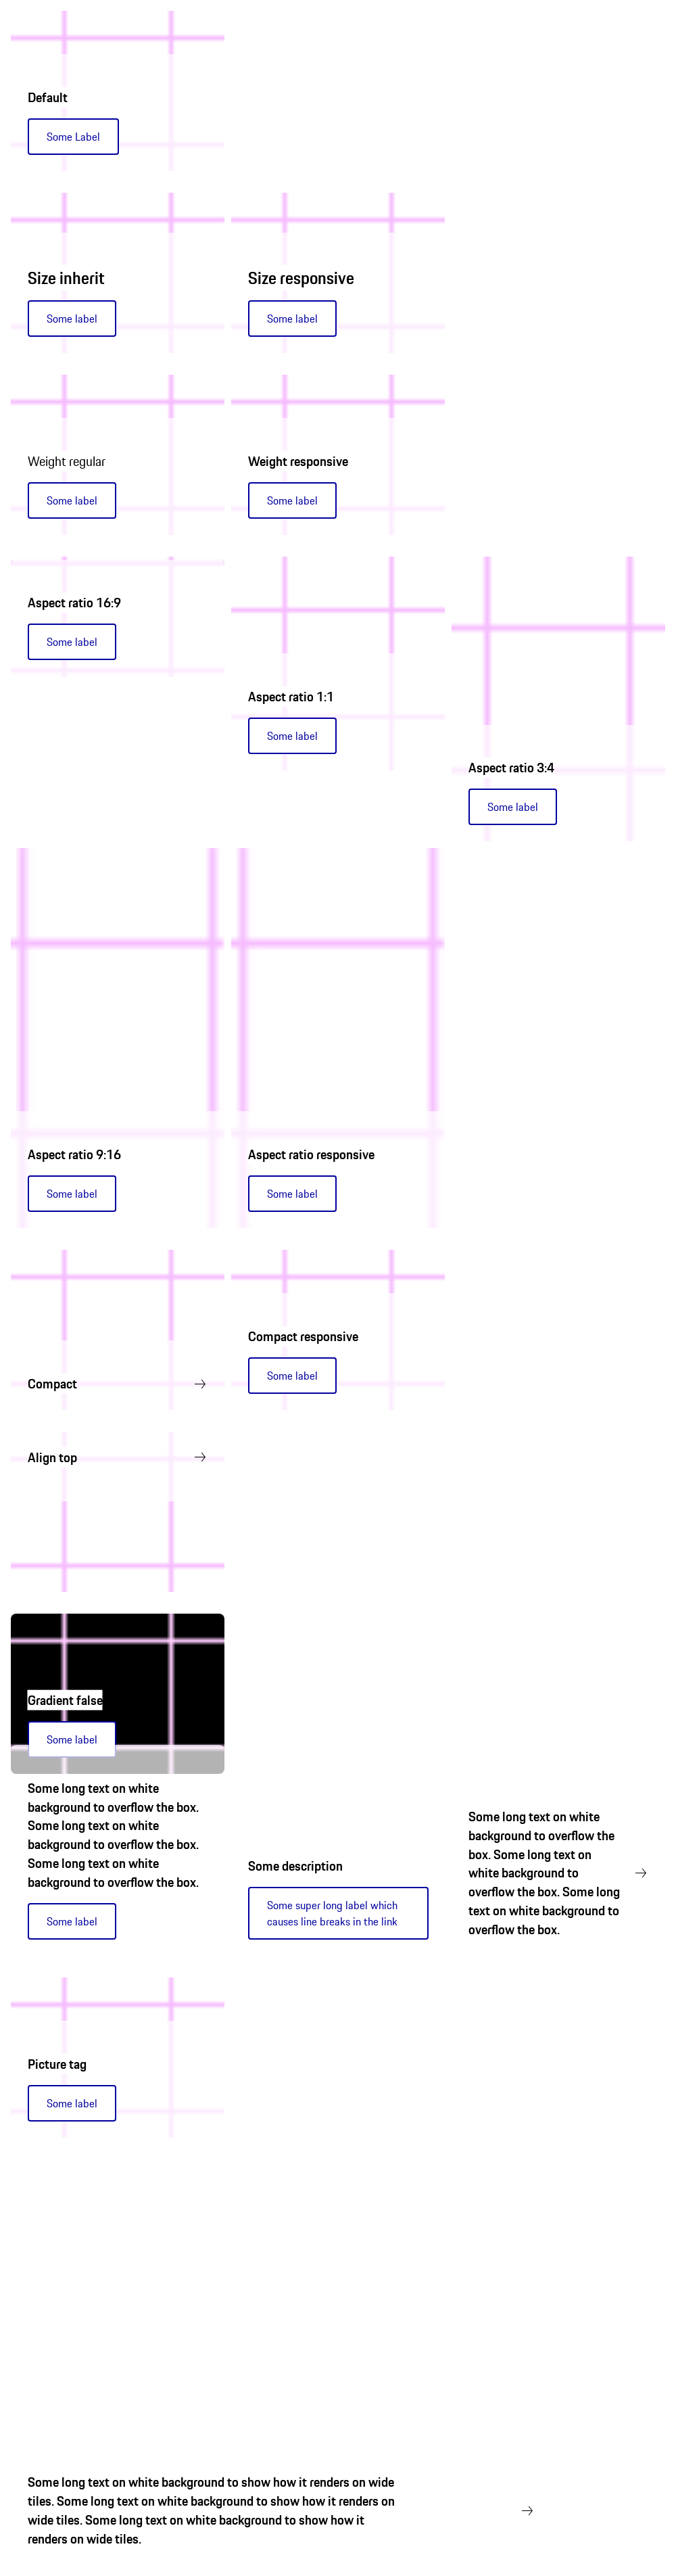 Default
Some Label
Size inherit
Some label
Size responsive
Some label
Weight regular
Some label
Weight responsive
Some label
Aspect ratio 16:9
Some label
Aspect ratio 1:1
Some label
Aspect ratio 3:4
Some label
Aspect ratio 9:16
Some label
Aspect ratio responsive
Some label
Compact
Compact responsive
Some label
Align top
Gradient false
Some label
Some long text on white
background to overflow the box.
Some long text on white
background to overflow the box.
Some long text on white
background to overflow the box.
Some label
Some description
Some super long label which
causes line breaks in the link
Some long text on white
background to overflow the
box. Some long text on
white background to
overflow the box. Some long
text on white background to
overflow the box.
Picture tag
Some label
Some long text on white background to show how it renders on wide
tiles. Some long text on white background to show how it renders on
wide tiles. Some long text on white background to show how it
renders on wide tiles.